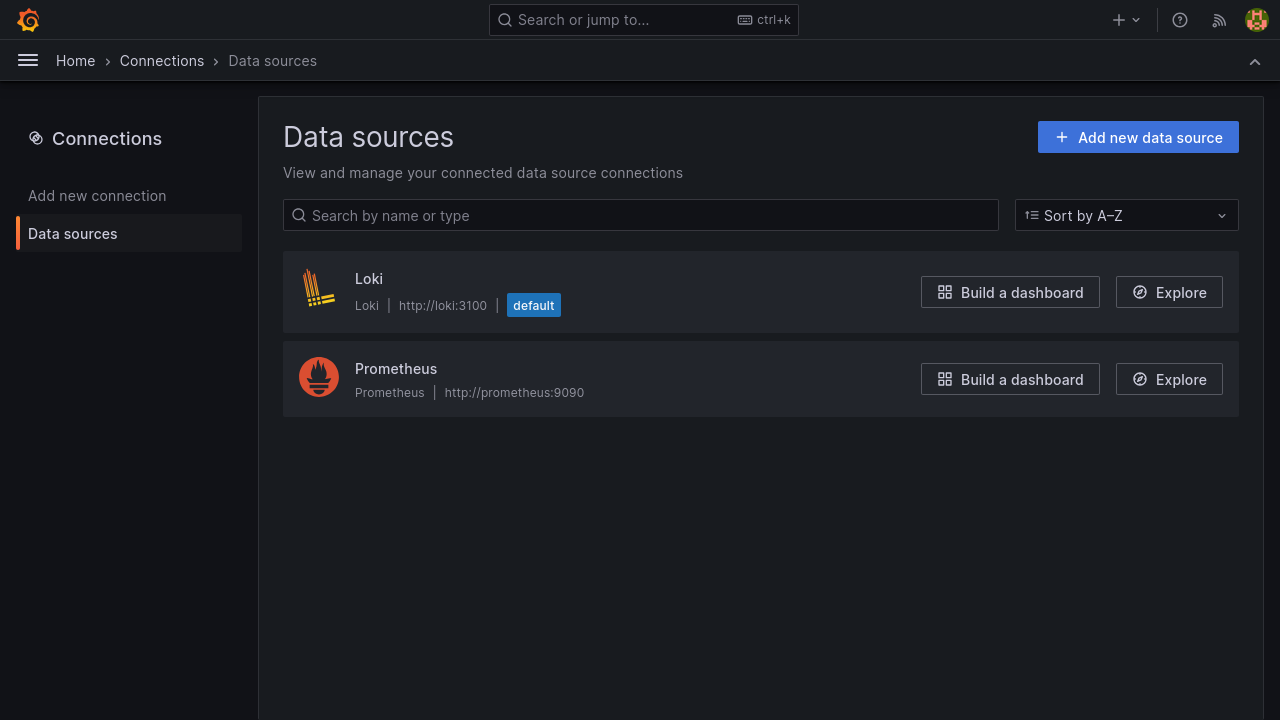 Search or jump to... ctrl+k
Home › Connections › Data sources
Connections
Add new connection
Data sources
Data sources
Add new data source
View and manage your connected data source connections
Search by name or type
Sort by A–Z
Loki
Loki | http://loki:3100 | default
Build a dashboard
Explore
Prometheus
Prometheus | http://prometheus:9090
Build a dashboard
Explore